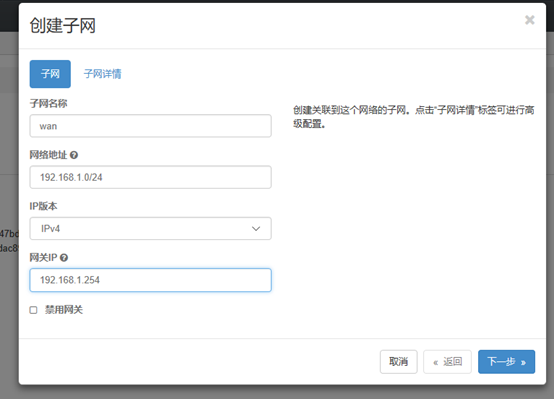 创建子网
×
子网 子网详情
子网名称
wan
创建关联到这个网络的子网。点击"子网详情"标签可进行高
级配置。
网络地址
192.168.1.0/24
IP版本
IPv4
47bd
dac89
网关IP
192.168.1.254
禁用网关
取消 « 返回 下一步 »